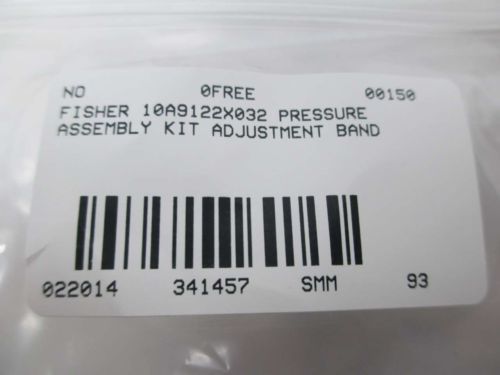 NO 0FREE 00150
FISHER 10A9122X032 PRESSURE
ASSEMBLY KIT ADJUSTMENT BAND
022014 341457 SMM 93